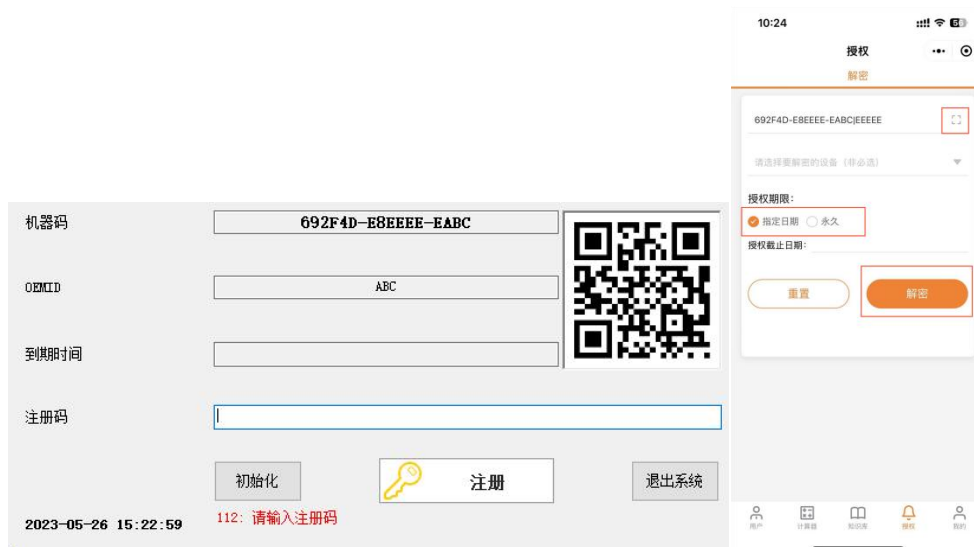 机器码
692F4D-E8EEEE-EABC
OEMID
ABC
到期时间
注册码
初始化
注册
退出系统
2023-05-26 15:22:59
112: 请输入注册码
10:24
授权
解密
692F4D-E8EEEE-EABC|EEEEE
请选择要解密的设备（非必选）
授权期限:
指定日期 永久
授权截止日期:
重置 解密
用户 计算器 知识库 授权 我的